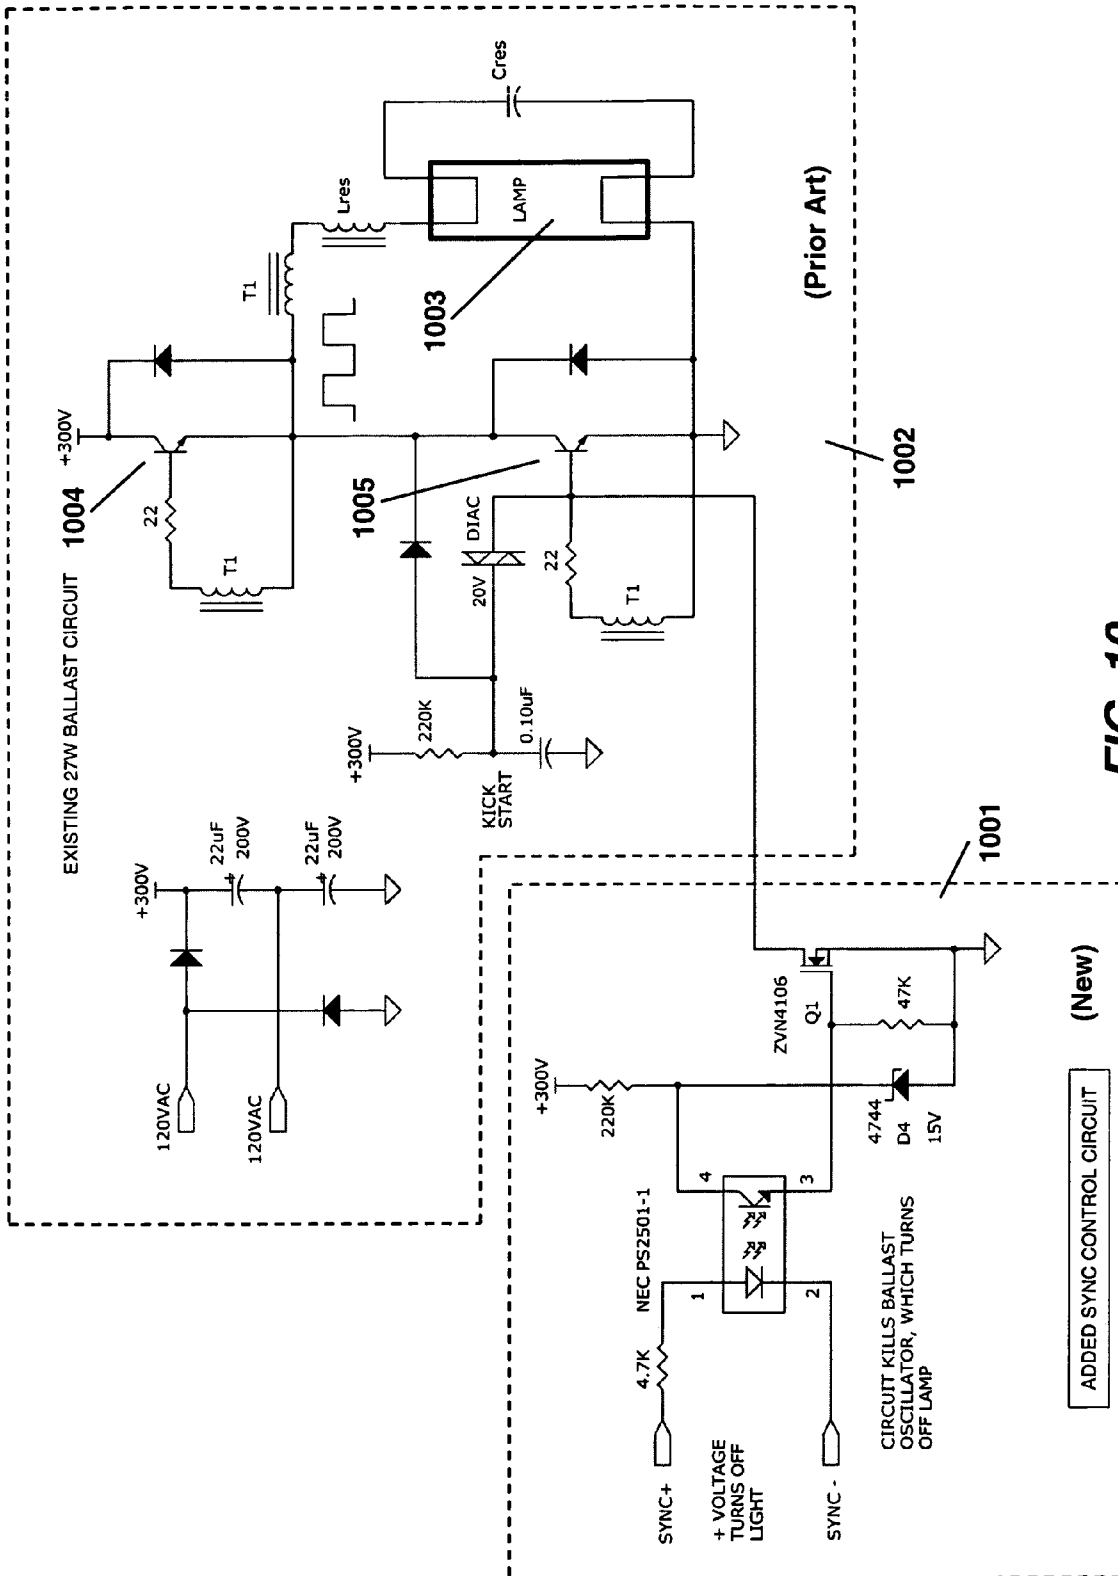 EXISTING 27W BALLAST CIRCUIT
120VAC
120VAC
+300V
22uF
200V
22uF
200V
+
+
+300V
1004
22
T1
T1
Lres
LAMP
Cres
1003
+300V
220K
KICK
START
0.10uF
1005
20V
DIAC
22
T1
1002
(Prior Art)
SYNC+
4.7K
+ VOLTAGE
TURNS OFF
LIGHT
SYNC -
NEC PS2501-1
1
2
3
4
+300V
220K
ZVN4106
Q1
47K
4744
D4
15V
CIRCUIT KILLS BALLAST
OSCILLATOR, WHICH TURNS
OFF LAMP
1001
(New)
ADDED SYNC CONTROL CIRCUIT